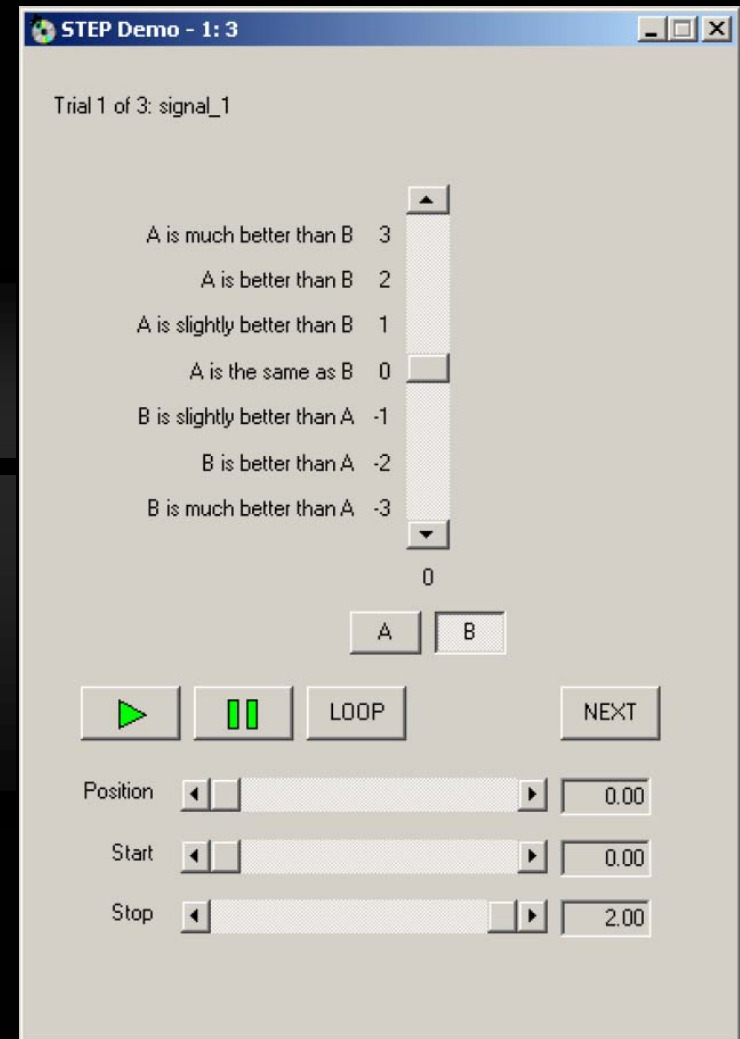 STEP Demo - 1: 3
Trial 1 of 3: signal_1
A is much better than B 3
A is better than B 2
A is slightly better than B 1
A is the same as B 0
B is slightly better than A -1
B is better than A -2
B is much better than A -3
0
A B
LOOP NEXT
Position 0.00
Start 0.00
Stop 2.00